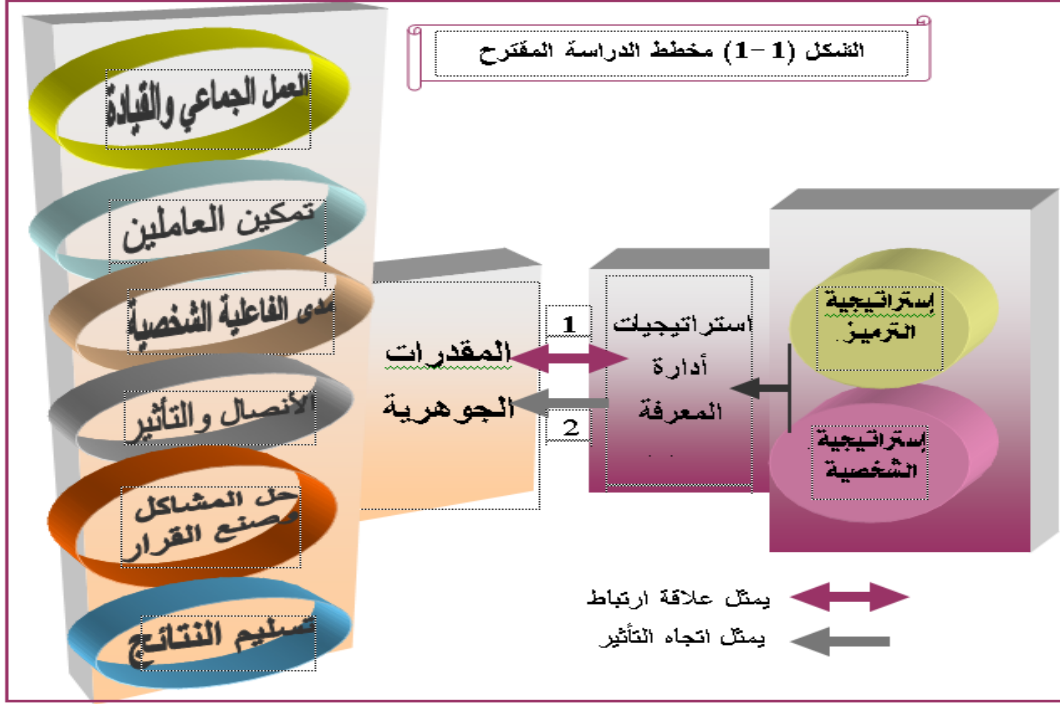 الشكل (1-1) مخطط الدراسة المقترح
إستراتيجية
الترميز.
إستراتيجية
الشخصية
استراتيجيات
أدارة
المعرفة
. .
1
2
المقدرات
الجوهرية
العمل الجماعي والقيادة
تمكين العاملين
مدى الفاعلية الشخصية
الأتصال والتأثير
حل المشاكل
وصنع القرار
تسليم النتائج
يمثل علاقة ارتباط
يمثل اتجاه التأثير